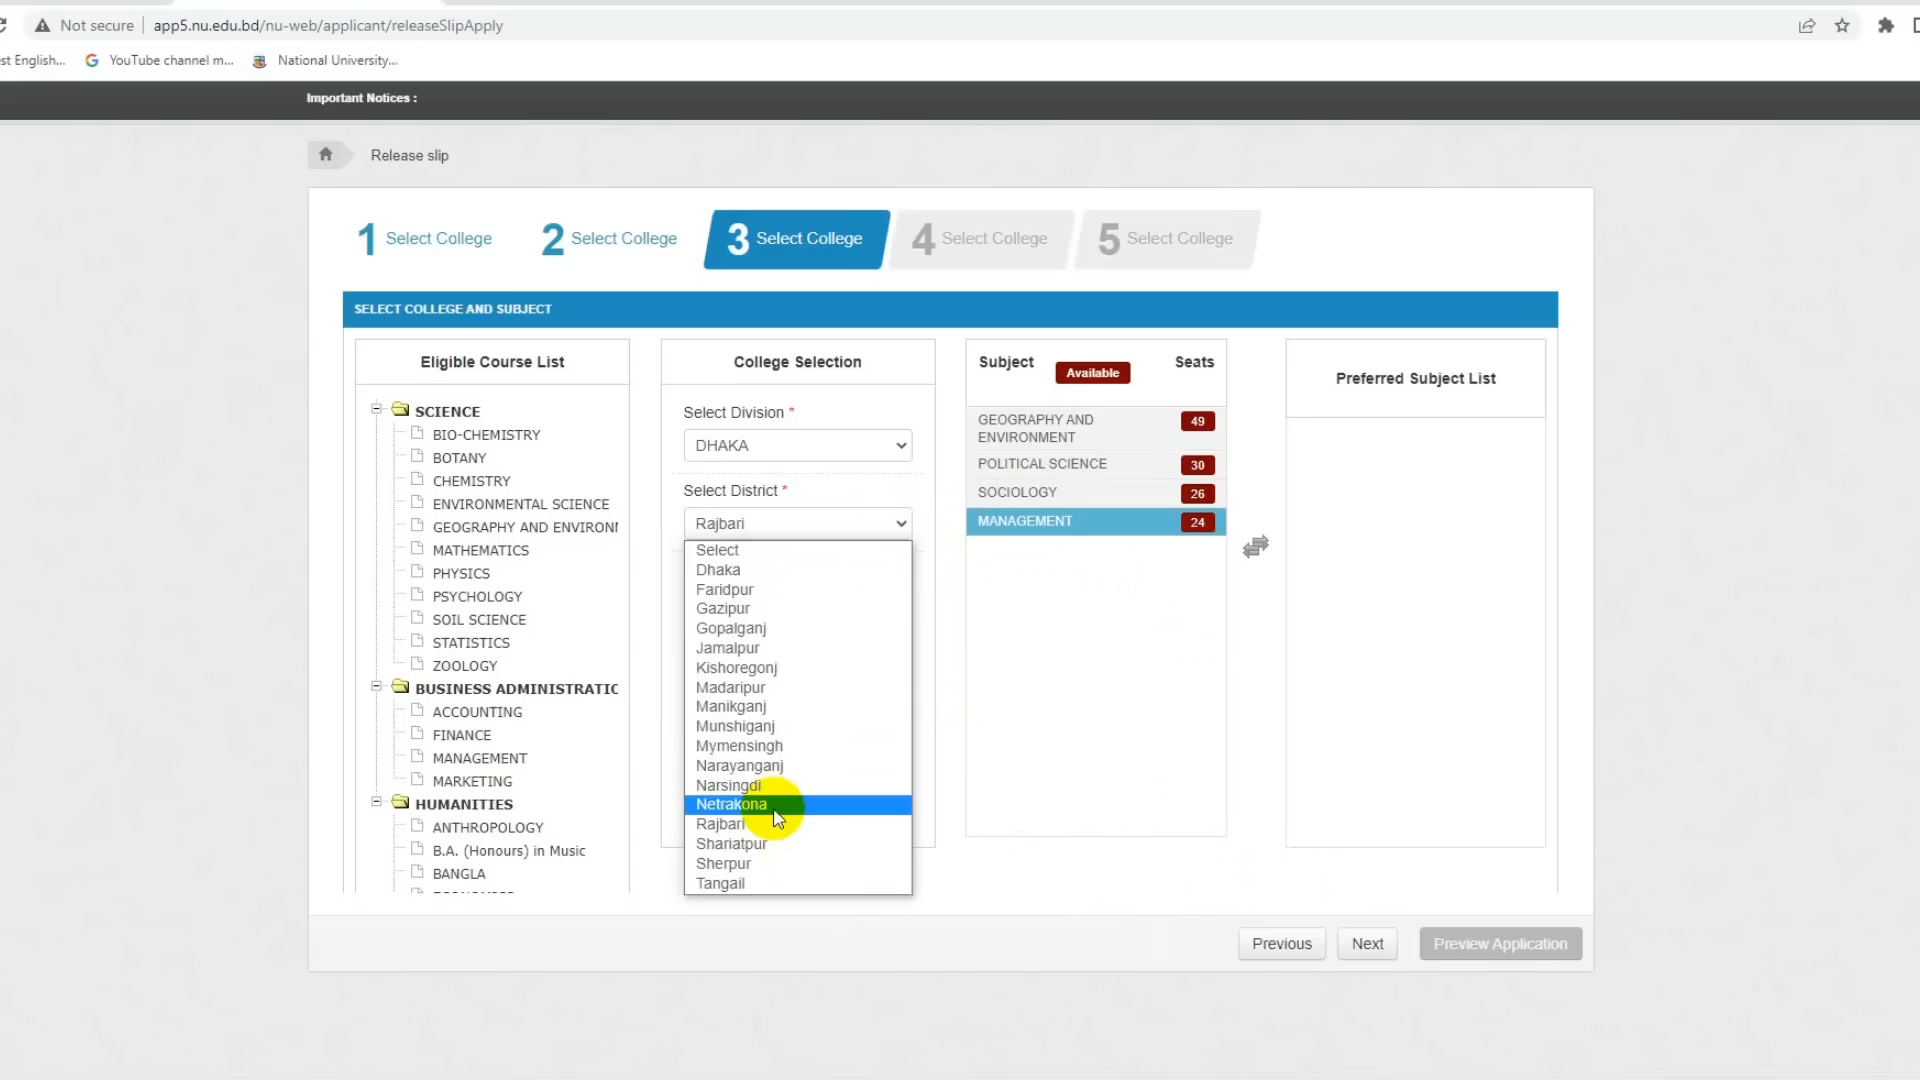 Not secure
app5.nu.edu.bd/nu-web/applicant/releaseSlipApply
st English...
YouTube channel m...
National University...
Important Notices :
Release slip
1 Select College
2 Select College
3 Select College
4 Select College
5 Select College
SELECT COLLEGE AND SUBJECT
Eligible Course List
SCIENCE
BIO-CHEMISTRY
BOTANY
CHEMISTRY
ENVIRONMENTAL SCIENCE
GEOGRAPHY AND ENVIRON
MATHEMATICS
PHYSICS
PSYCHOLOGY
SOIL SCIENCE
STATISTICS
ZOOLOGY
BUSINESS ADMINISTRATIC
ACCOUNTING
FINANCE
MANAGEMENT
MARKETING
HUMANITIES
ANTHROPOLOGY
B.A. (Honours) in Music
BANGLA
College Selection
Select Division *
DHAKA
Select District *
Rajbari
Select
Dhaka
Faridpur
Gazipur
Gopalganj
Jamalpur
Kishoregonj
Madaripur
Manikganj
Munshiganj
Mymensingh
Narayanganj
Narsingdi
Netrakona
Rajbari
Shariatpur
Sherpur
Tangail
Subject Available Seats
GEOGRAPHY AND
ENVIRONMENT 49
POLITICAL SCIENCE 30
SOCIOLOGY 26
MANAGEMENT 24
Preferred Subject List
Previous
Next
Preview Application